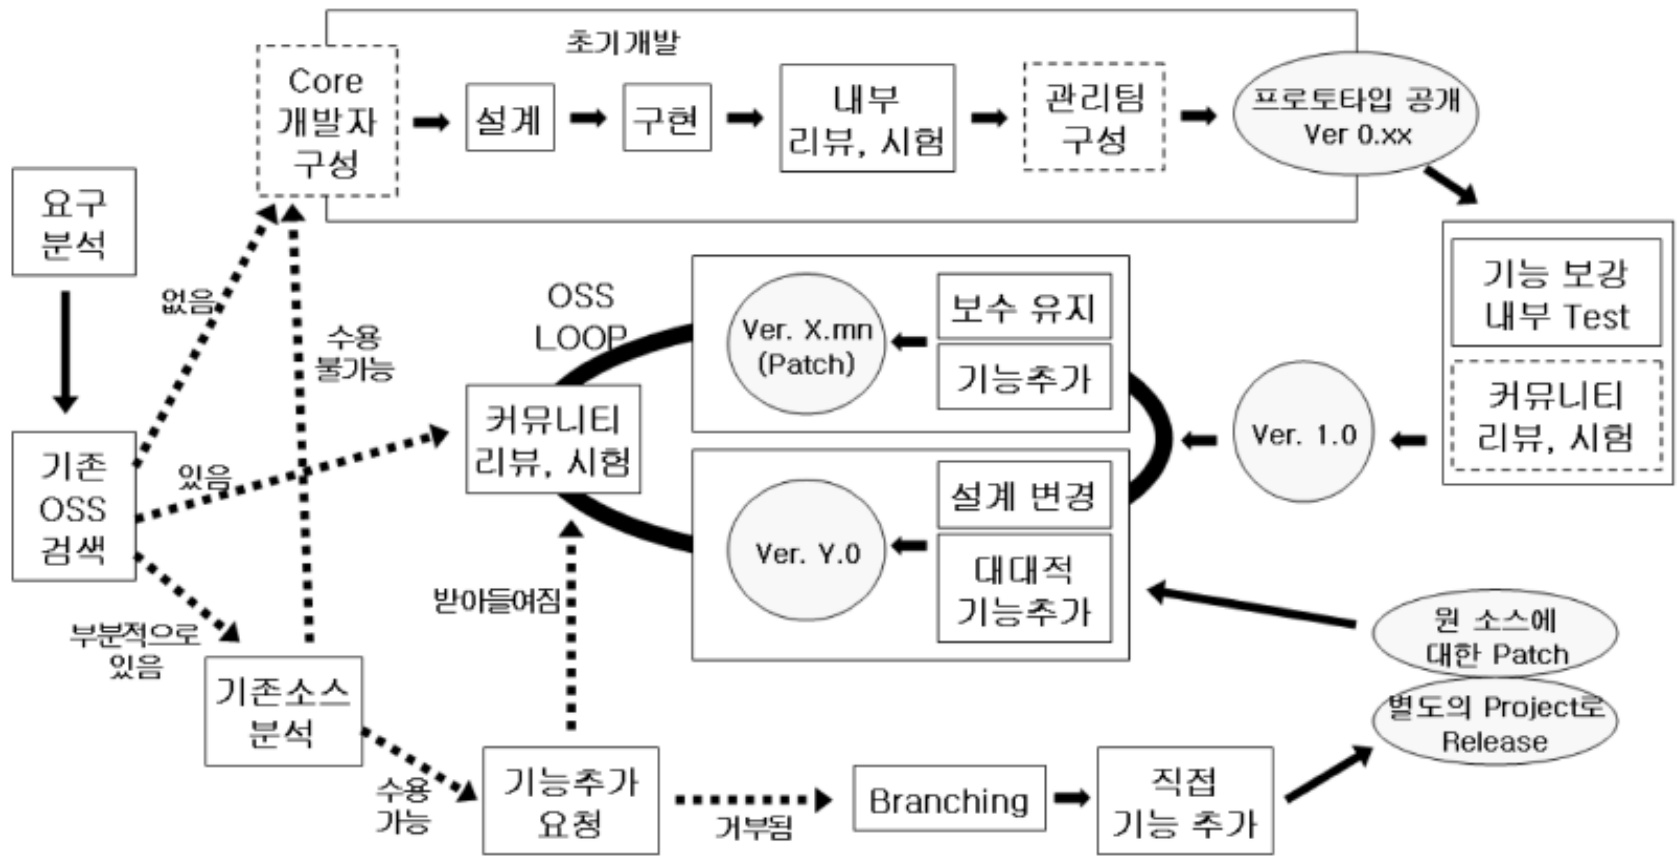 초기개발
Core
개발자
구성
설계
구현
내부
리뷰, 시험
관리팀
구성
프로토타입 공개
Ver 0.xx
요구
분석
없음
수용
불가능
기존
OSS
검색
있음
부분적으로
있음
기존소스
분석
수용
가능
OSS
LOOP
커뮤니티
리뷰, 시험
Ver. X.mn
(Patch)
보수 유지
기능추가
Ver. Y.0
설계 변경
대대적
기능추가
Ver. 1.0
기능 보강
내부 Test
커뮤니티
리뷰, 시험
받아들여짐
기능추가
요청
거부됨
Branching
직접
기능 추가
원 소스에
대한 Patch
별도의 Project로
Release